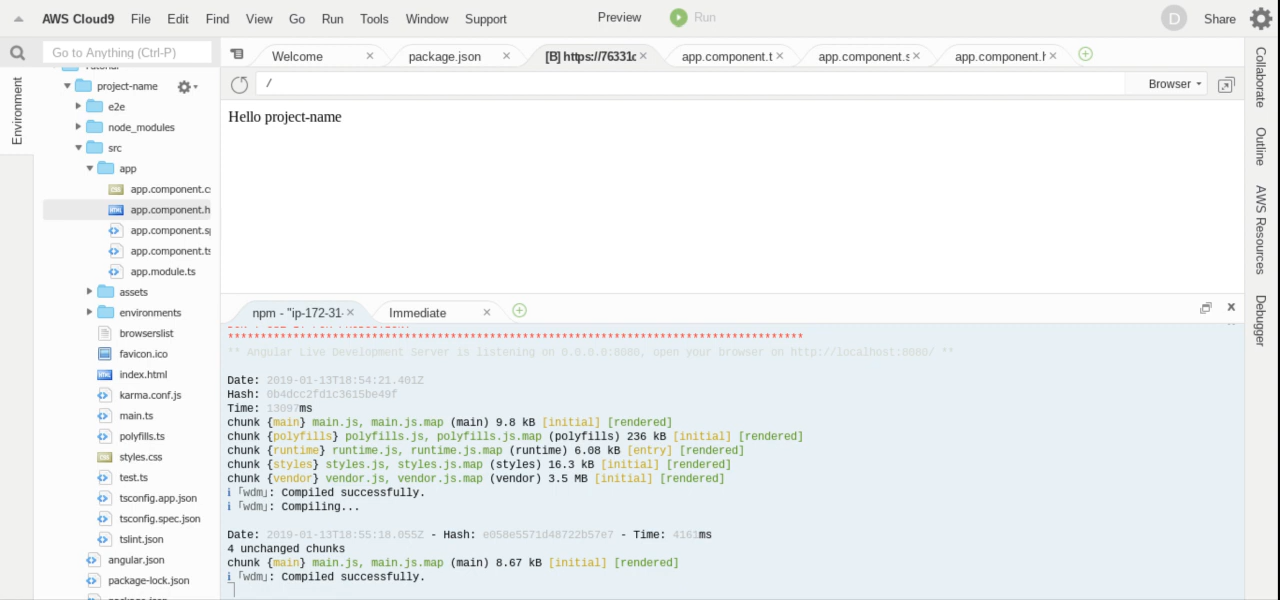 AWS Cloud9 File Edit Find View Go Run Tools Window Support Preview Run D Share
Go to Anything (Ctrl-P)
Welcome package.json [B] https://76331c app.component.t app.component.s app.component.h
project-name
/ Browser
e2e
Hello project-name
node_modules
src
app
app.component.cs
app.component.h
app.component.sp
app.component.ts
app.module.ts
assets
environments
browserslist
favicon.ico
index.html
karma.conf.js
main.ts
polyfills.ts
styles.css
test.ts
tsconfig.app.json
tsconfig.spec.json
tslint.json
angular.json
package-lock.json
Environment
npm - "ip-172-31- Immediate
*****************************************************************************************
** Angular Live Development Server is listening on 0.0.0.0:8080, open your browser on http://localhost:8080/ **
Date: 2019-01-13T18:54:21.401Z
Hash: 0b4dcc2fd1c3615be49f
Time: 13097ms
chunk {main} main.js, main.js.map (main) 9.8 kB [initial] [rendered]
chunk {polyfills} polyfills.js, polyfills.js.map (polyfills) 236 kB [initial] [rendered]
chunk {runtime} runtime.js, runtime.js.map (runtime) 6.08 kB [entry] [rendered]
chunk {styles} styles.js, styles.js.map (styles) 16.3 kB [initial] [rendered]
chunk {vendor} vendor.js, vendor.js.map (vendor) 3.5 MB [initial] [rendered]
ℹ ｢wdm｣: Compiled successfully.
ℹ ｢wdm｣: Compiling...
Date: 2019-01-13T18:55:18.055Z - Hash: e058e5571d48722b57e7 - Time: 4161ms
4 unchanged chunks
chunk {main} main.js, main.js.map (main) 8.67 kB [initial] [rendered]
ℹ ｢wdm｣: Compiled successfully.
Collaborate
Outline
AWS Resources
Debugger